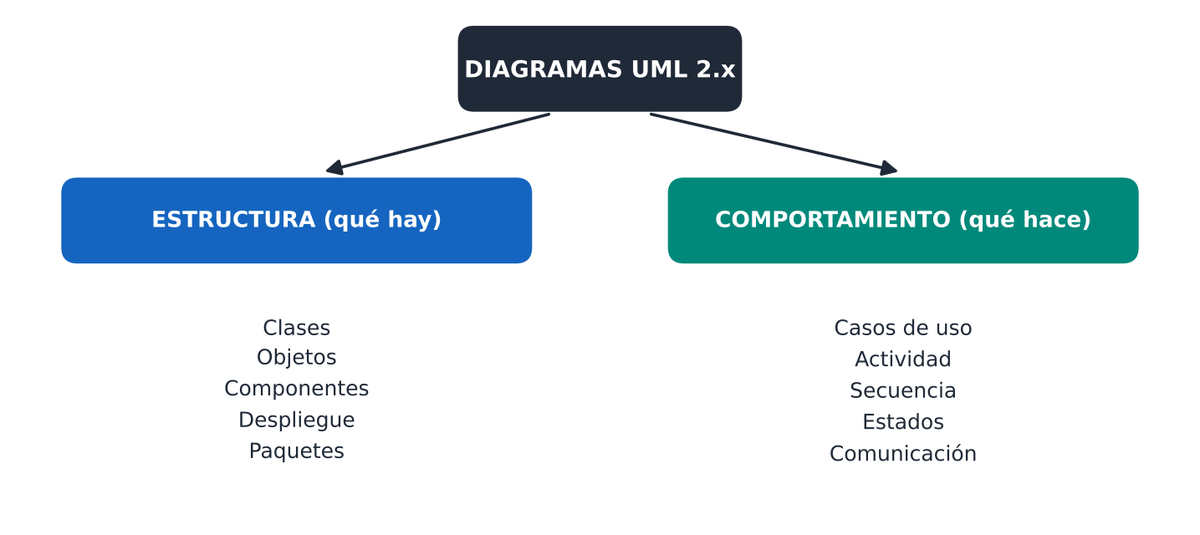 DIAGRAMAS UML 2.x
ESTRUCTURA (qué hay)
Clases
Objetos
Componentes
Despliegue
Paquetes
COMPORTAMIENTO (qué hace)
Casos de uso
Actividad
Secuencia
Estados
Comunicación